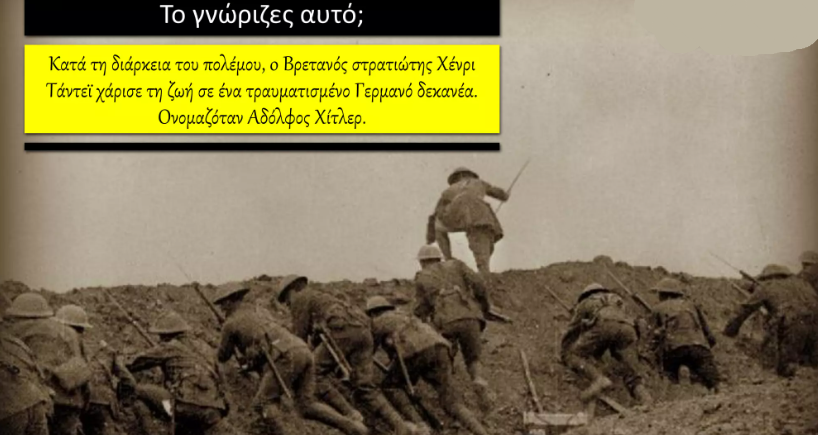 Το γνώριζες αυτό;
Κατά τη διάρκεια του πολέμου, ο Βρετανός στρατιώτης Χένρι
Τάντεϊ χάρισε τη ζωή σε ένα τραυματισμένο Γερμανό δεκανέα.
Ονομαζόταν Αδόλφος Χίτλερ.